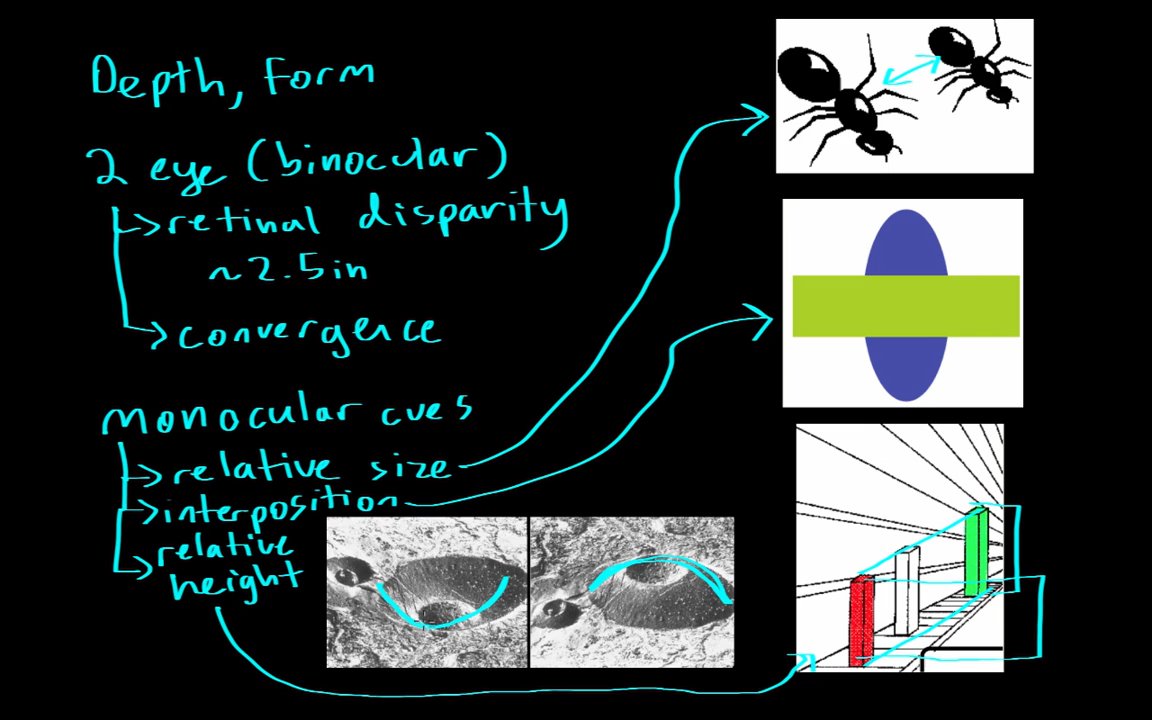 Depth, Form
2 eye (binocular)
retinal disparity
~2.5in
convergence
monocular cues
relative size
interposition
relative
height